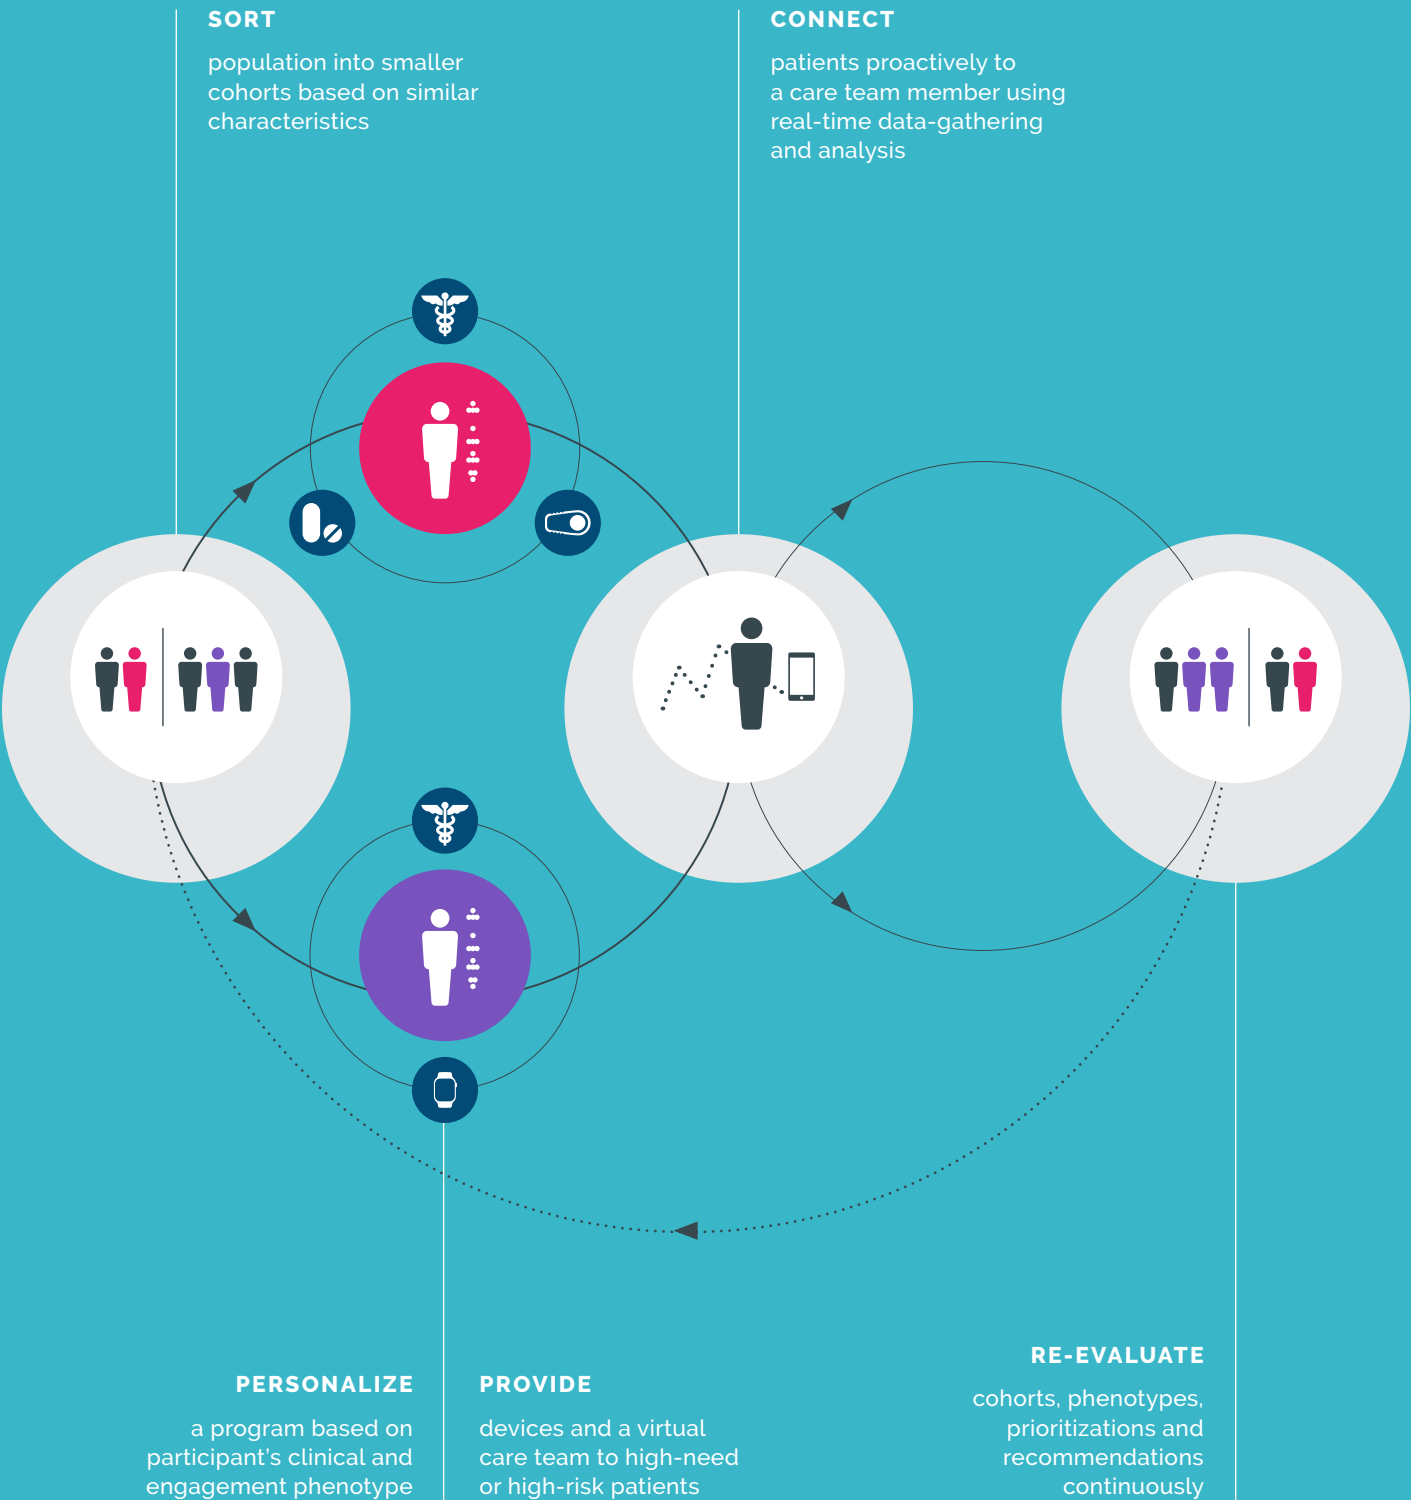 SORT
population into smaller
cohorts based on similar
characteristics
CONNECT
patients proactively to
a care team member using
real-time data-gathering
and analysis
PERSONALIZE
a program based on
participant's clinical and
engagement phenotype
PROVIDE
devices and a virtual
care team to high-need
or high-risk patients
RE-EVALUATE
cohorts, phenotypes,
prioritizations and
recommendations
continuously